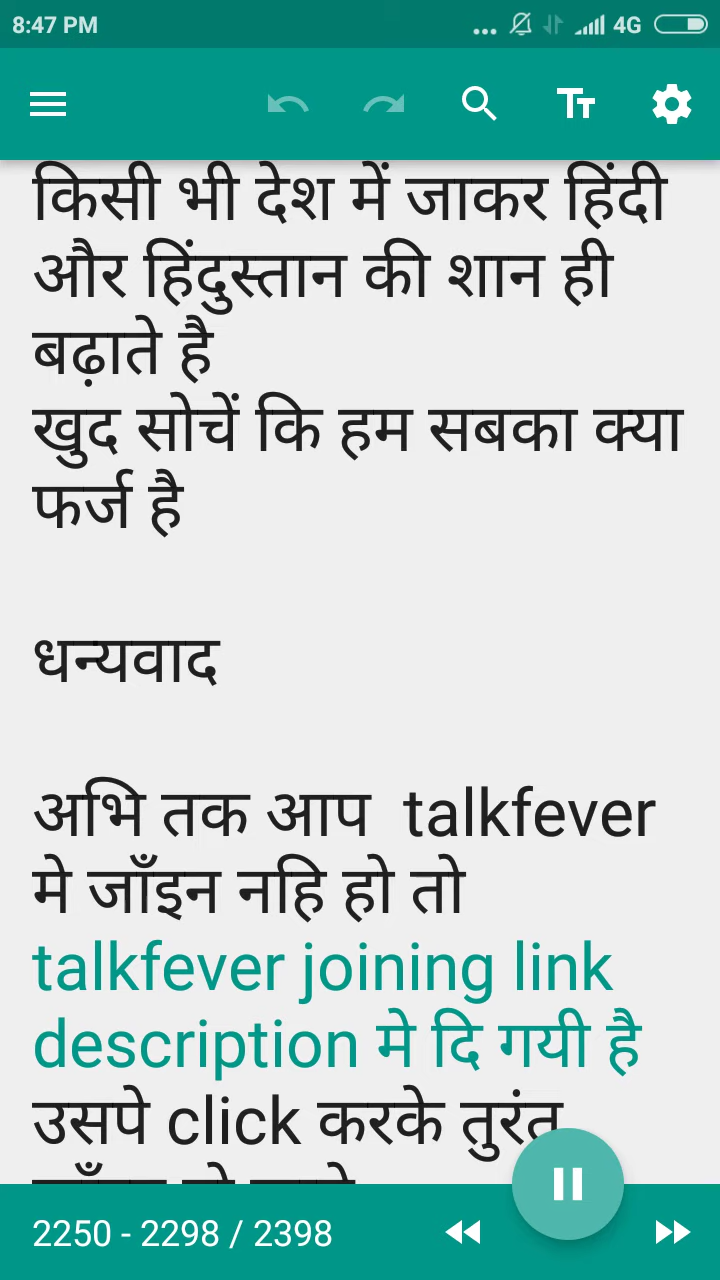 8:47 PM
4G
किसी भी देश में जाकर हिंदी
और हिंदुस्तान की शान ही
बढ़ाते है
खुद सोचें कि हम सबका क्या
फर्ज है
धन्यवाद
अभि तक आप talkfever
मे जाँइन नहि हो तो
talkfever joining link
description मे दि गयी है
उसपे click करके तुरंत
2250 - 2298 / 2398